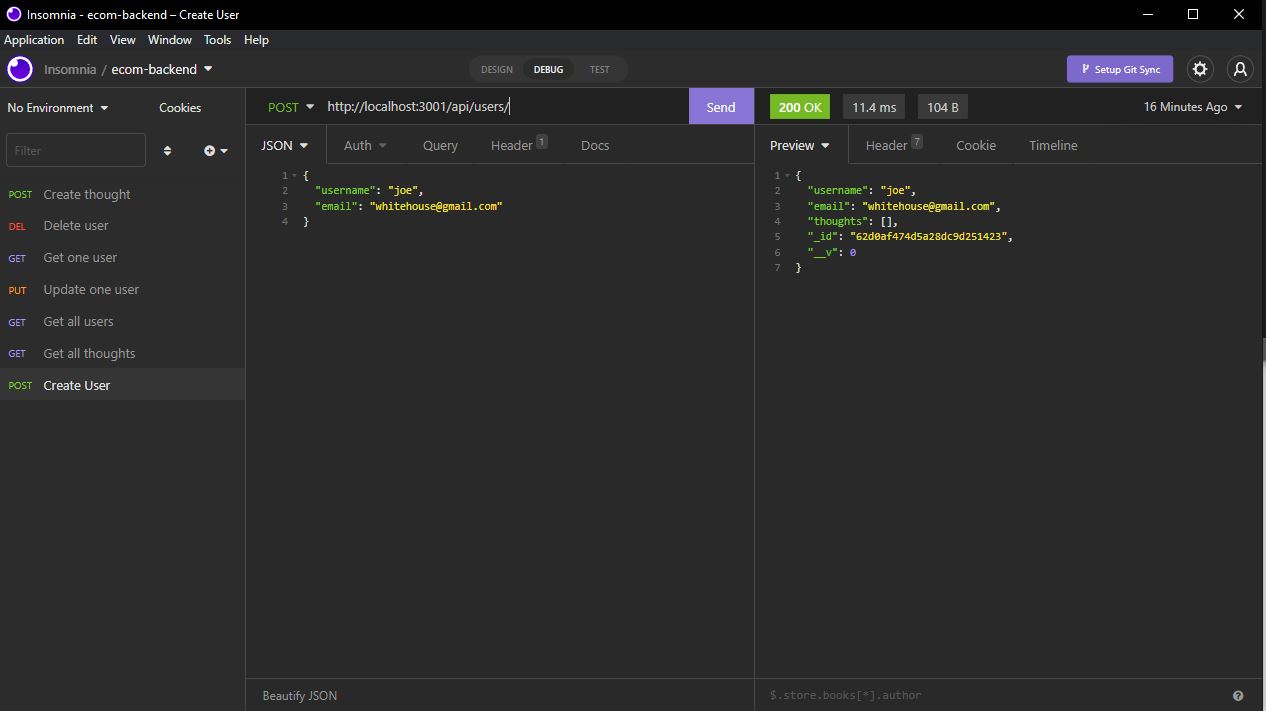 Insomnia - ecom-backend – Create User
Application Edit View Window Tools Help
Insomnia / ecom-backend
DESIGN DEBUG TEST
Setup Git Sync
No Environment Cookies
POST http://localhost:3001/api/users/
Send
200 OK 11.4 ms 104 B 16 Minutes Ago
Filter
JSON Auth Query Header 1 Docs
Preview Header 7 Cookie Timeline
POST Create thought
DEL Delete user
GET Get one user
PUT Update one user
GET Get all users
GET Get all thoughts
POST Create User
1 {
2 "username": "joe",
3 "email": "whitehouse@gmail.com"
4 }
1 {
2 "username": "joe",
3 "email": "whitehouse@gmail.com",
4 "thoughts": [],
5 "_id": "62d0af474d5a28dc9d251423",
6 "__v": 0
7 }
Beautify JSON
$.store.books[*].author